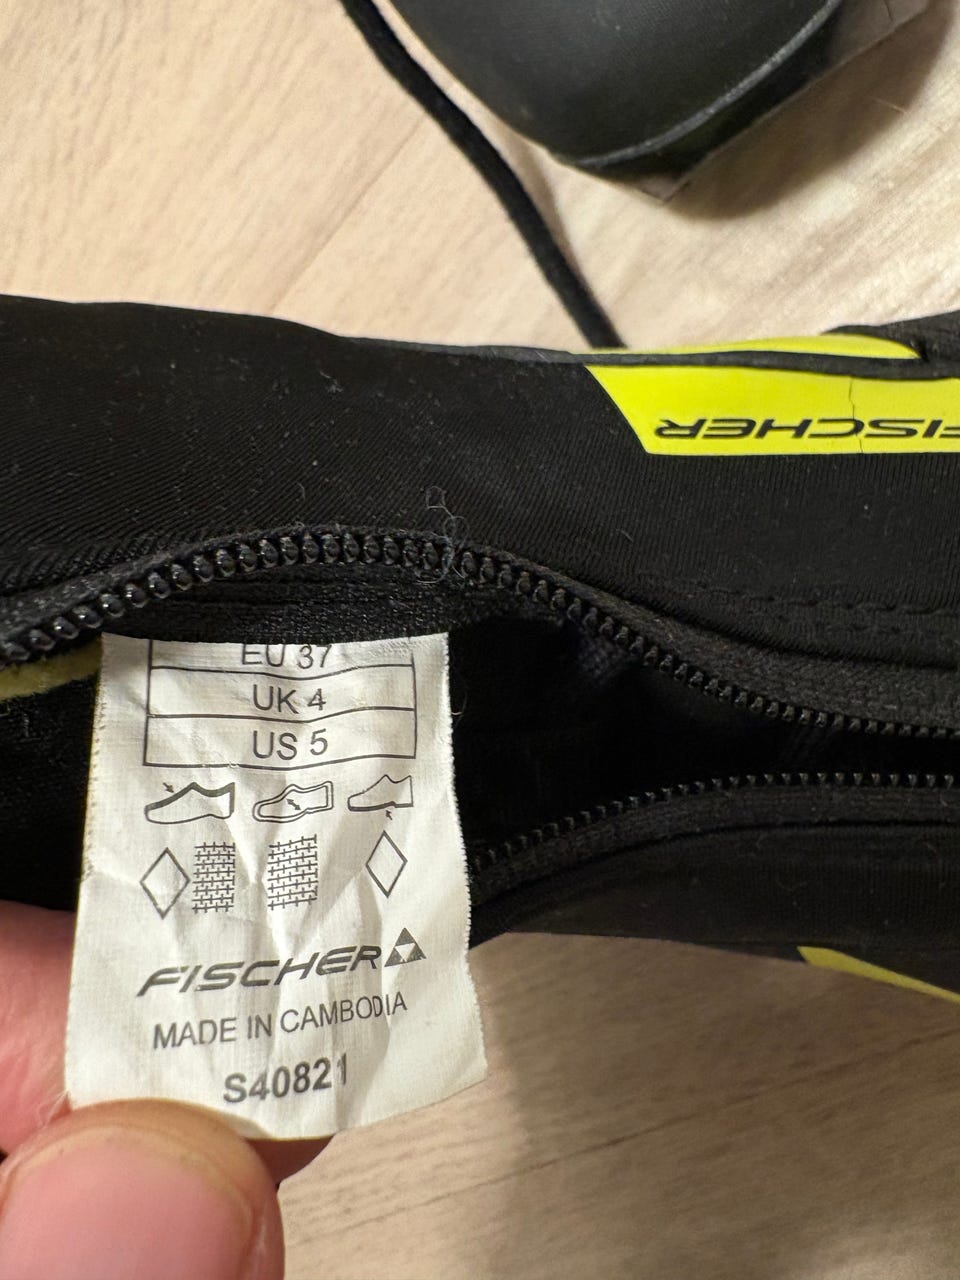 FISCHER
EU 37
UK 4
US 5
FISCHER
MADE IN CAMBODIA
S40821